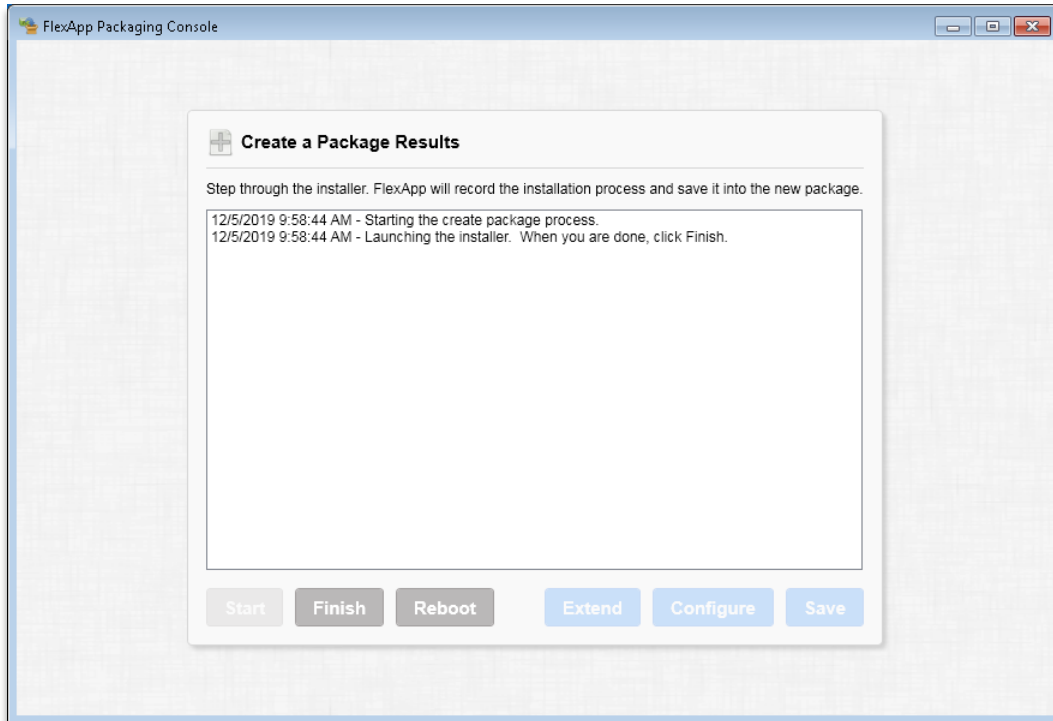 FlexApp Packaging Console
Create a Package Results
Step through the installer. FlexApp will record the installation process and save it into the new package.
12/5/2019 9:58:44 AM - Starting the create package process.
12/5/2019 9:58:44 AM - Launching the installer.  When you are done, click Finish.
Start Finish Reboot Extend Configure Save